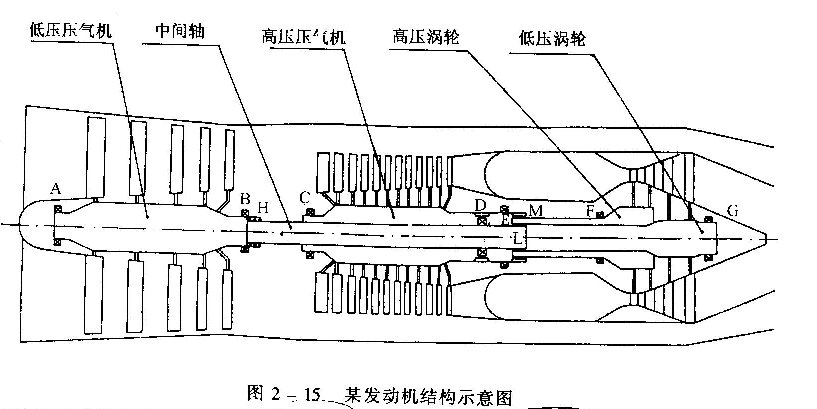 低压压气机 中间轴 高压压气机 高压涡轮 低压涡轮
A B H C D E M F G
L
图 2-15 某发动机结构示意图